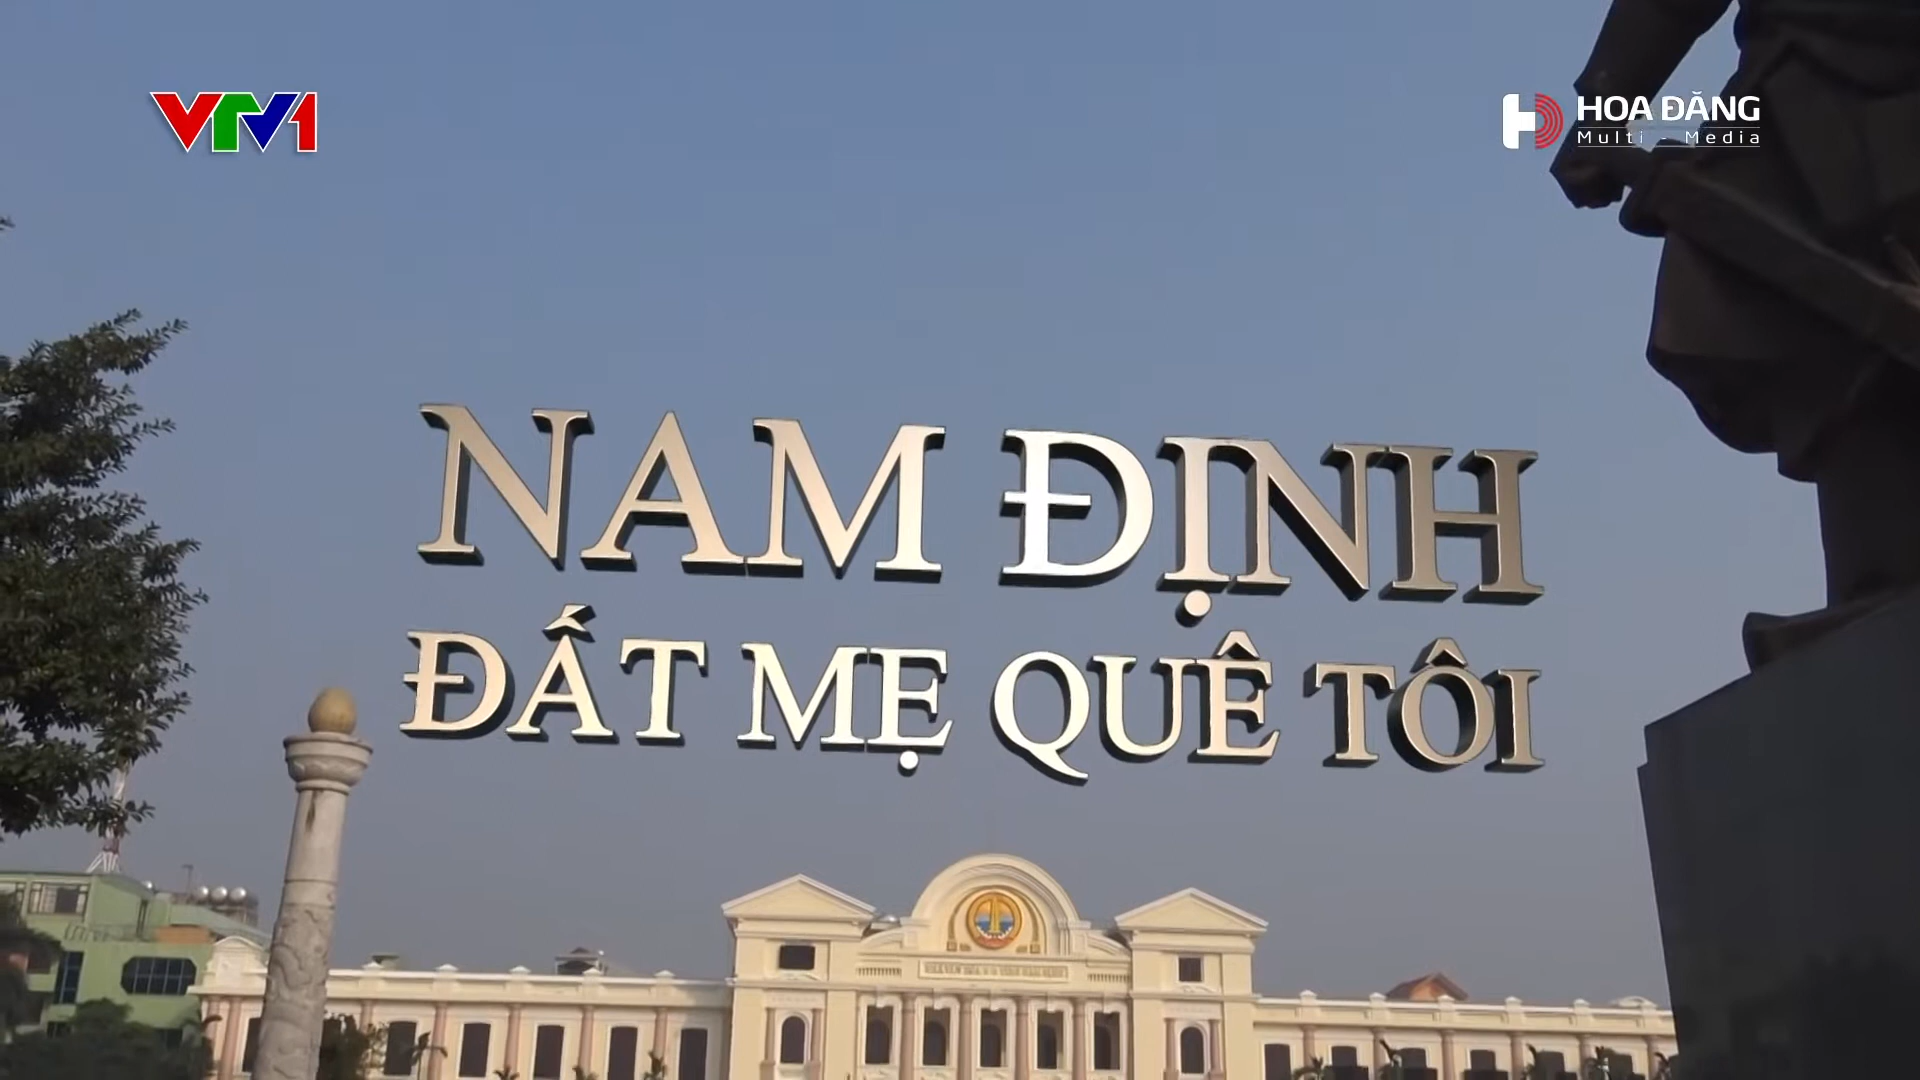 VTV1
HOA ĐĂNG
Multi - Media
NAM ĐỊNH
ĐẤT MẸ QUÊ TÔI